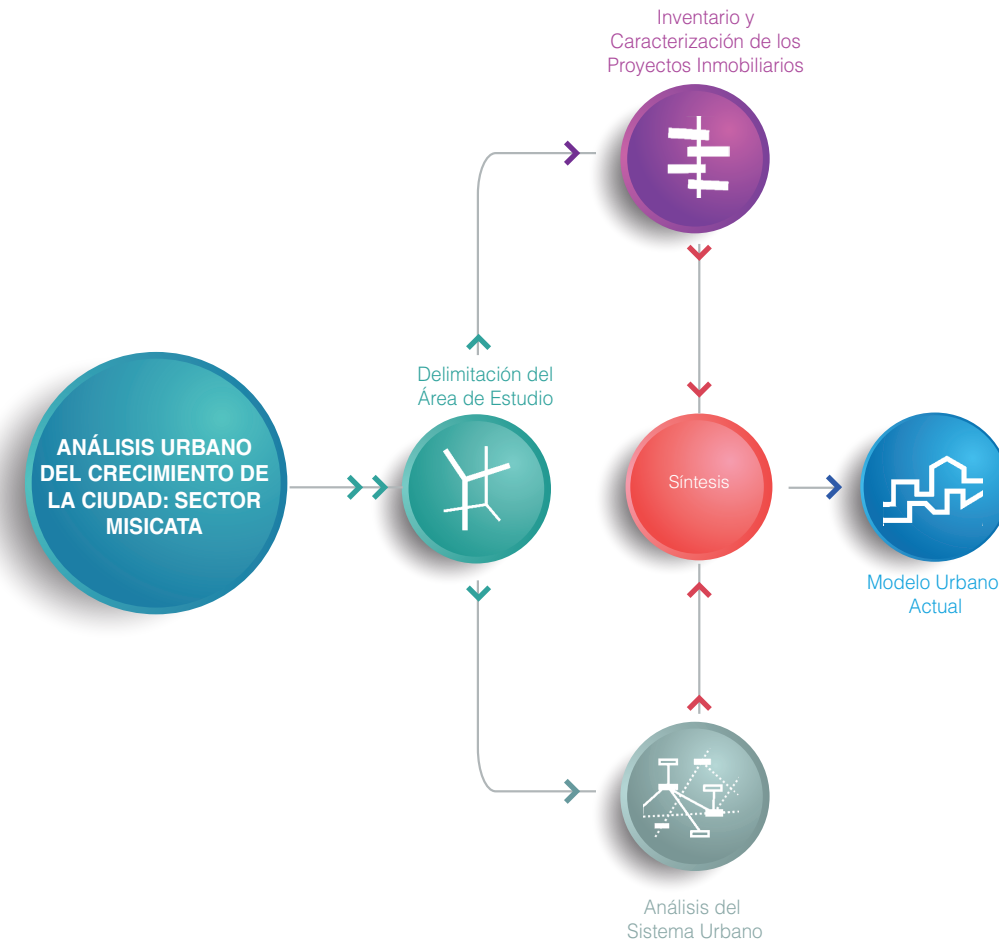 Inventario y
Caracterización de los
Proyectos Inmobiliarios
Delimitación del
Área de Estudio
ANÁLISIS URBANO
DEL CRECIMIENTO DE
LA CIUDAD: SECTOR
MISICATA
Síntesis
Modelo Urbano
Actual
Análisis del
Sistema Urbano